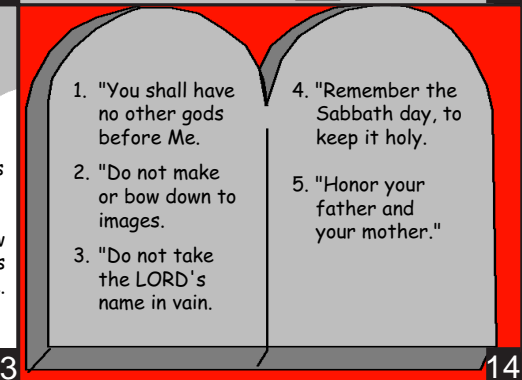 1. "You shall have
no other gods
before Me.
2. "Do not make
or bow down to
images.
3. "Do not take
the LORD's
name in vain.
4. "Remember the
Sabbath day, to
keep it holy.
5. "Honor your
father and
your mother."
3
14